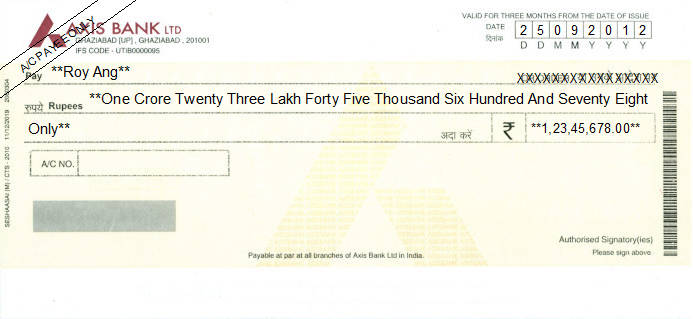 A/C PAYEE ONLY
AXIS BANK LTD
GHAZIABAD [UP] , GHAZIABAD , 201001
IFS CODE - UTIB0000095
VALID FOR THREE MONTHS FROM THE DATE OF ISSUE
DATE 2 5 0 9 2 0 1 2
दिनांक D D M M Y Y Y Y
Pay **Roy Ang** XXXXXXXXXXXXXXXX
रुपये Rupees **One Crore Twenty Three Lakh Forty Five Thousand Six Hundred And Seventy Eight
Only** अदा करें ₹ **1,23,45,678.00**
A/C NO.
SESHAASAI (M) / CTS - 2010 11/12/2019
Authorised Signatory(ies)
Payable at par at all branches of Axis Bank Ltd in India.
Please sign above